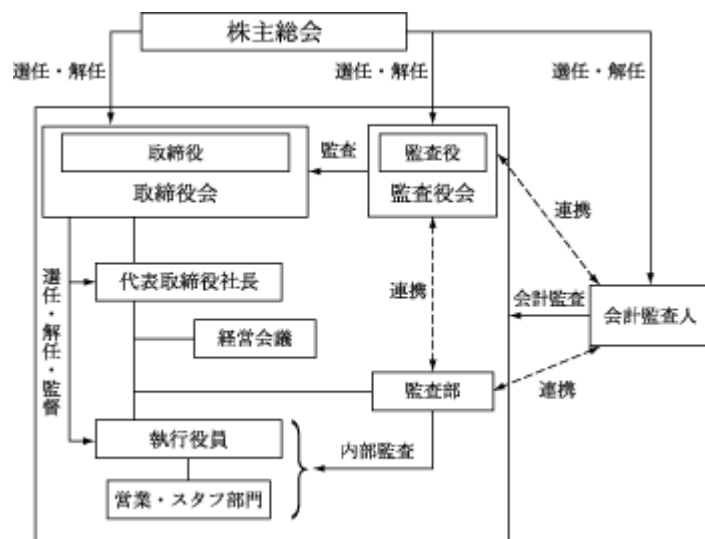 株主総会
選任・解任
選任・解任
選任・解任
取締役
取締役会
監査
監査役
監査役会
連携
代表取締役社長
連携
会計監査
会計監査人
経営会議
選任・解任・監督
監査部
連携
執行役員
内部監査
営業・スタフ部門